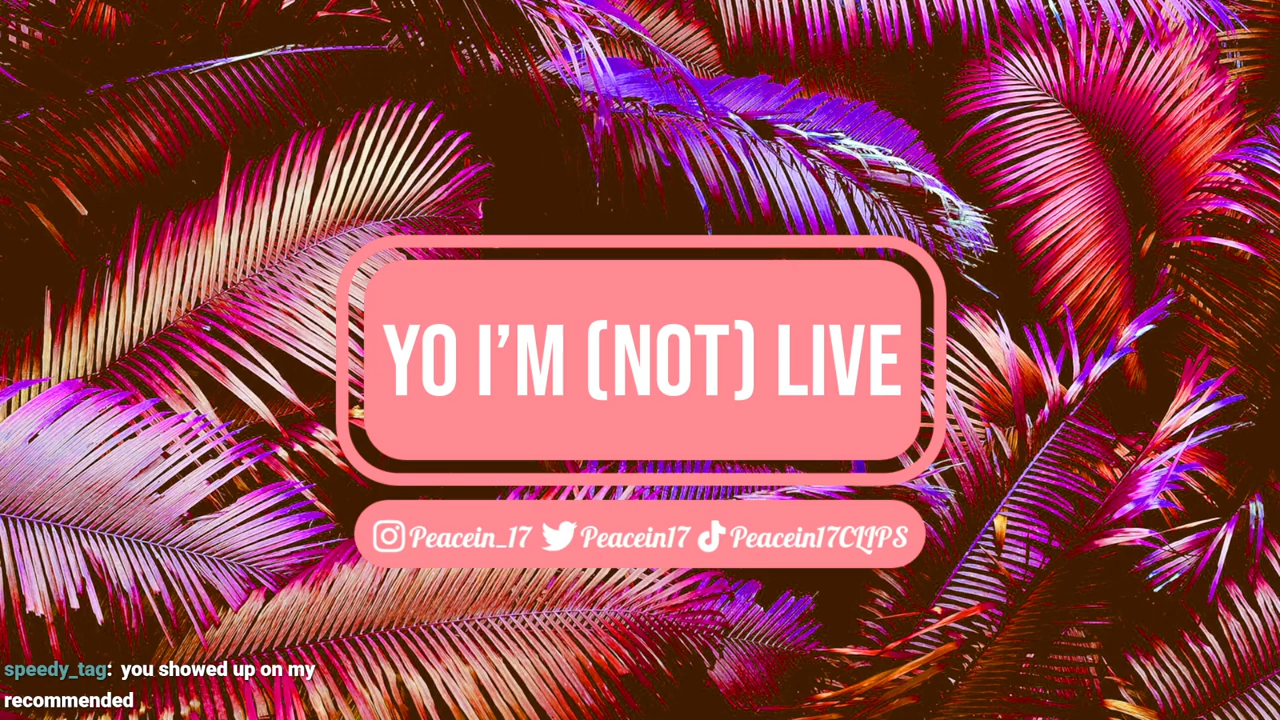 YO I'M (NOT) LIVE
Peacein_17 Peacein17 Peacein17CLIPS
speedy_tag: you showed up on my
recommended